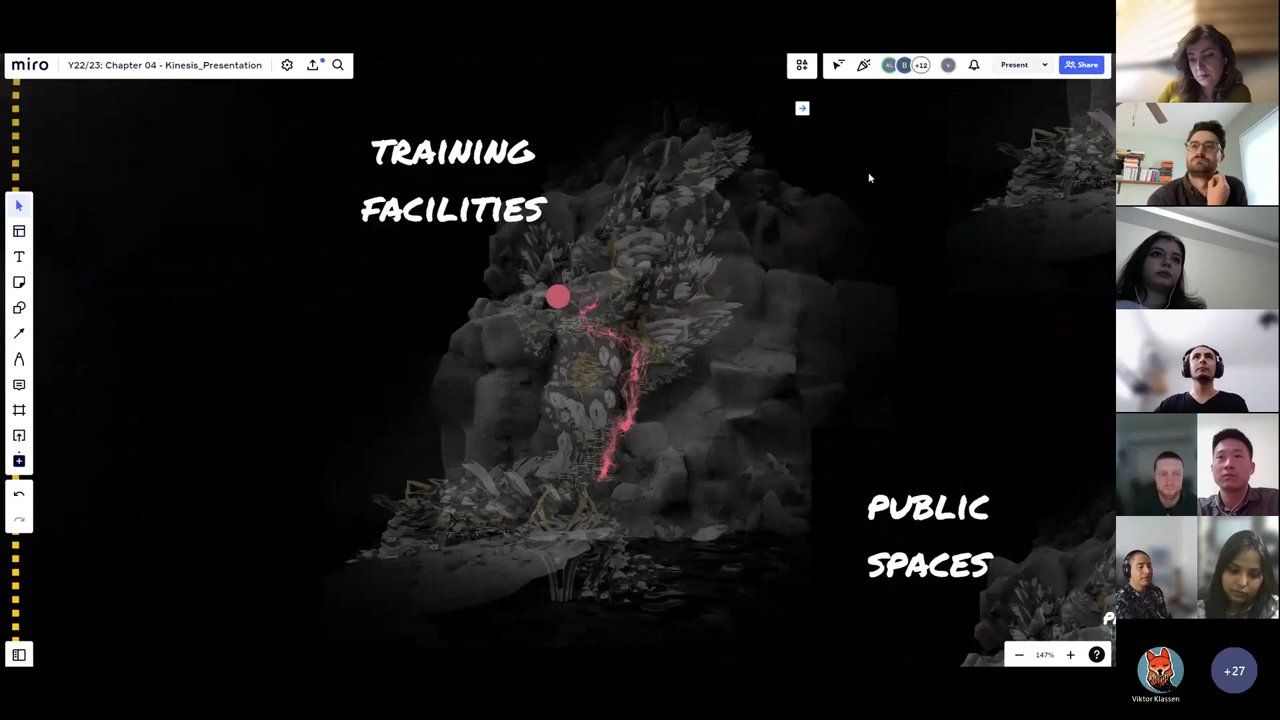 miro
Y22/23: Chapter 04 - Kinesis_Presentation
B
+12
V
Present
Share
TRAINING
FACILITIES
PUBLIC
SPACES
147%
Viktor Klassen
+27